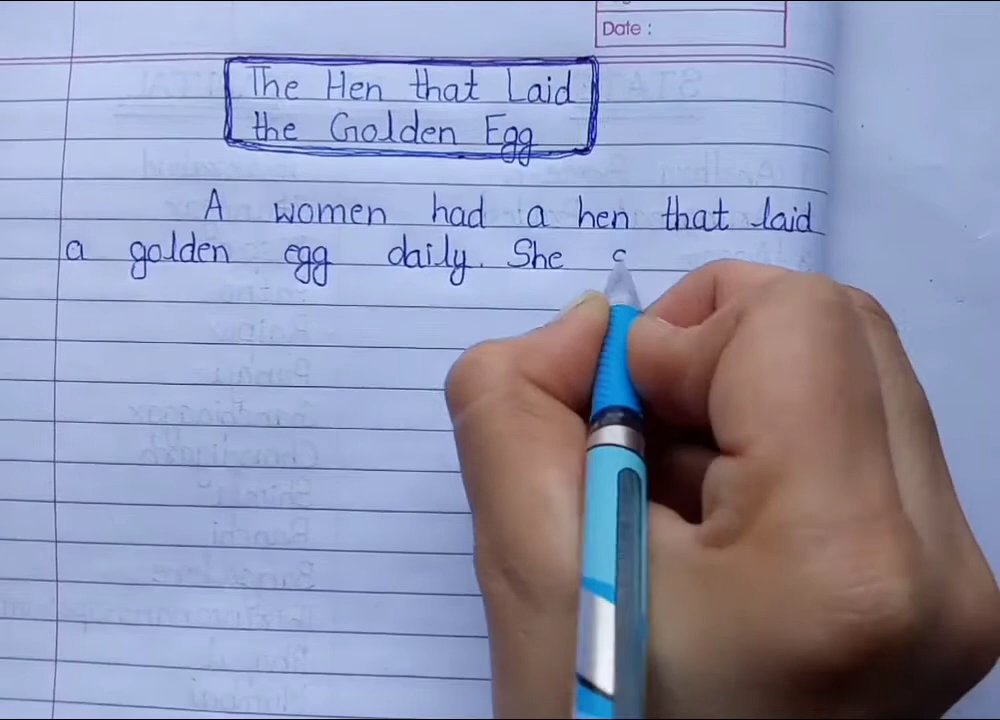 Date :
The Hen that Laid
the Golden Egg
A women had a hen that laid
a golden egg daily. She